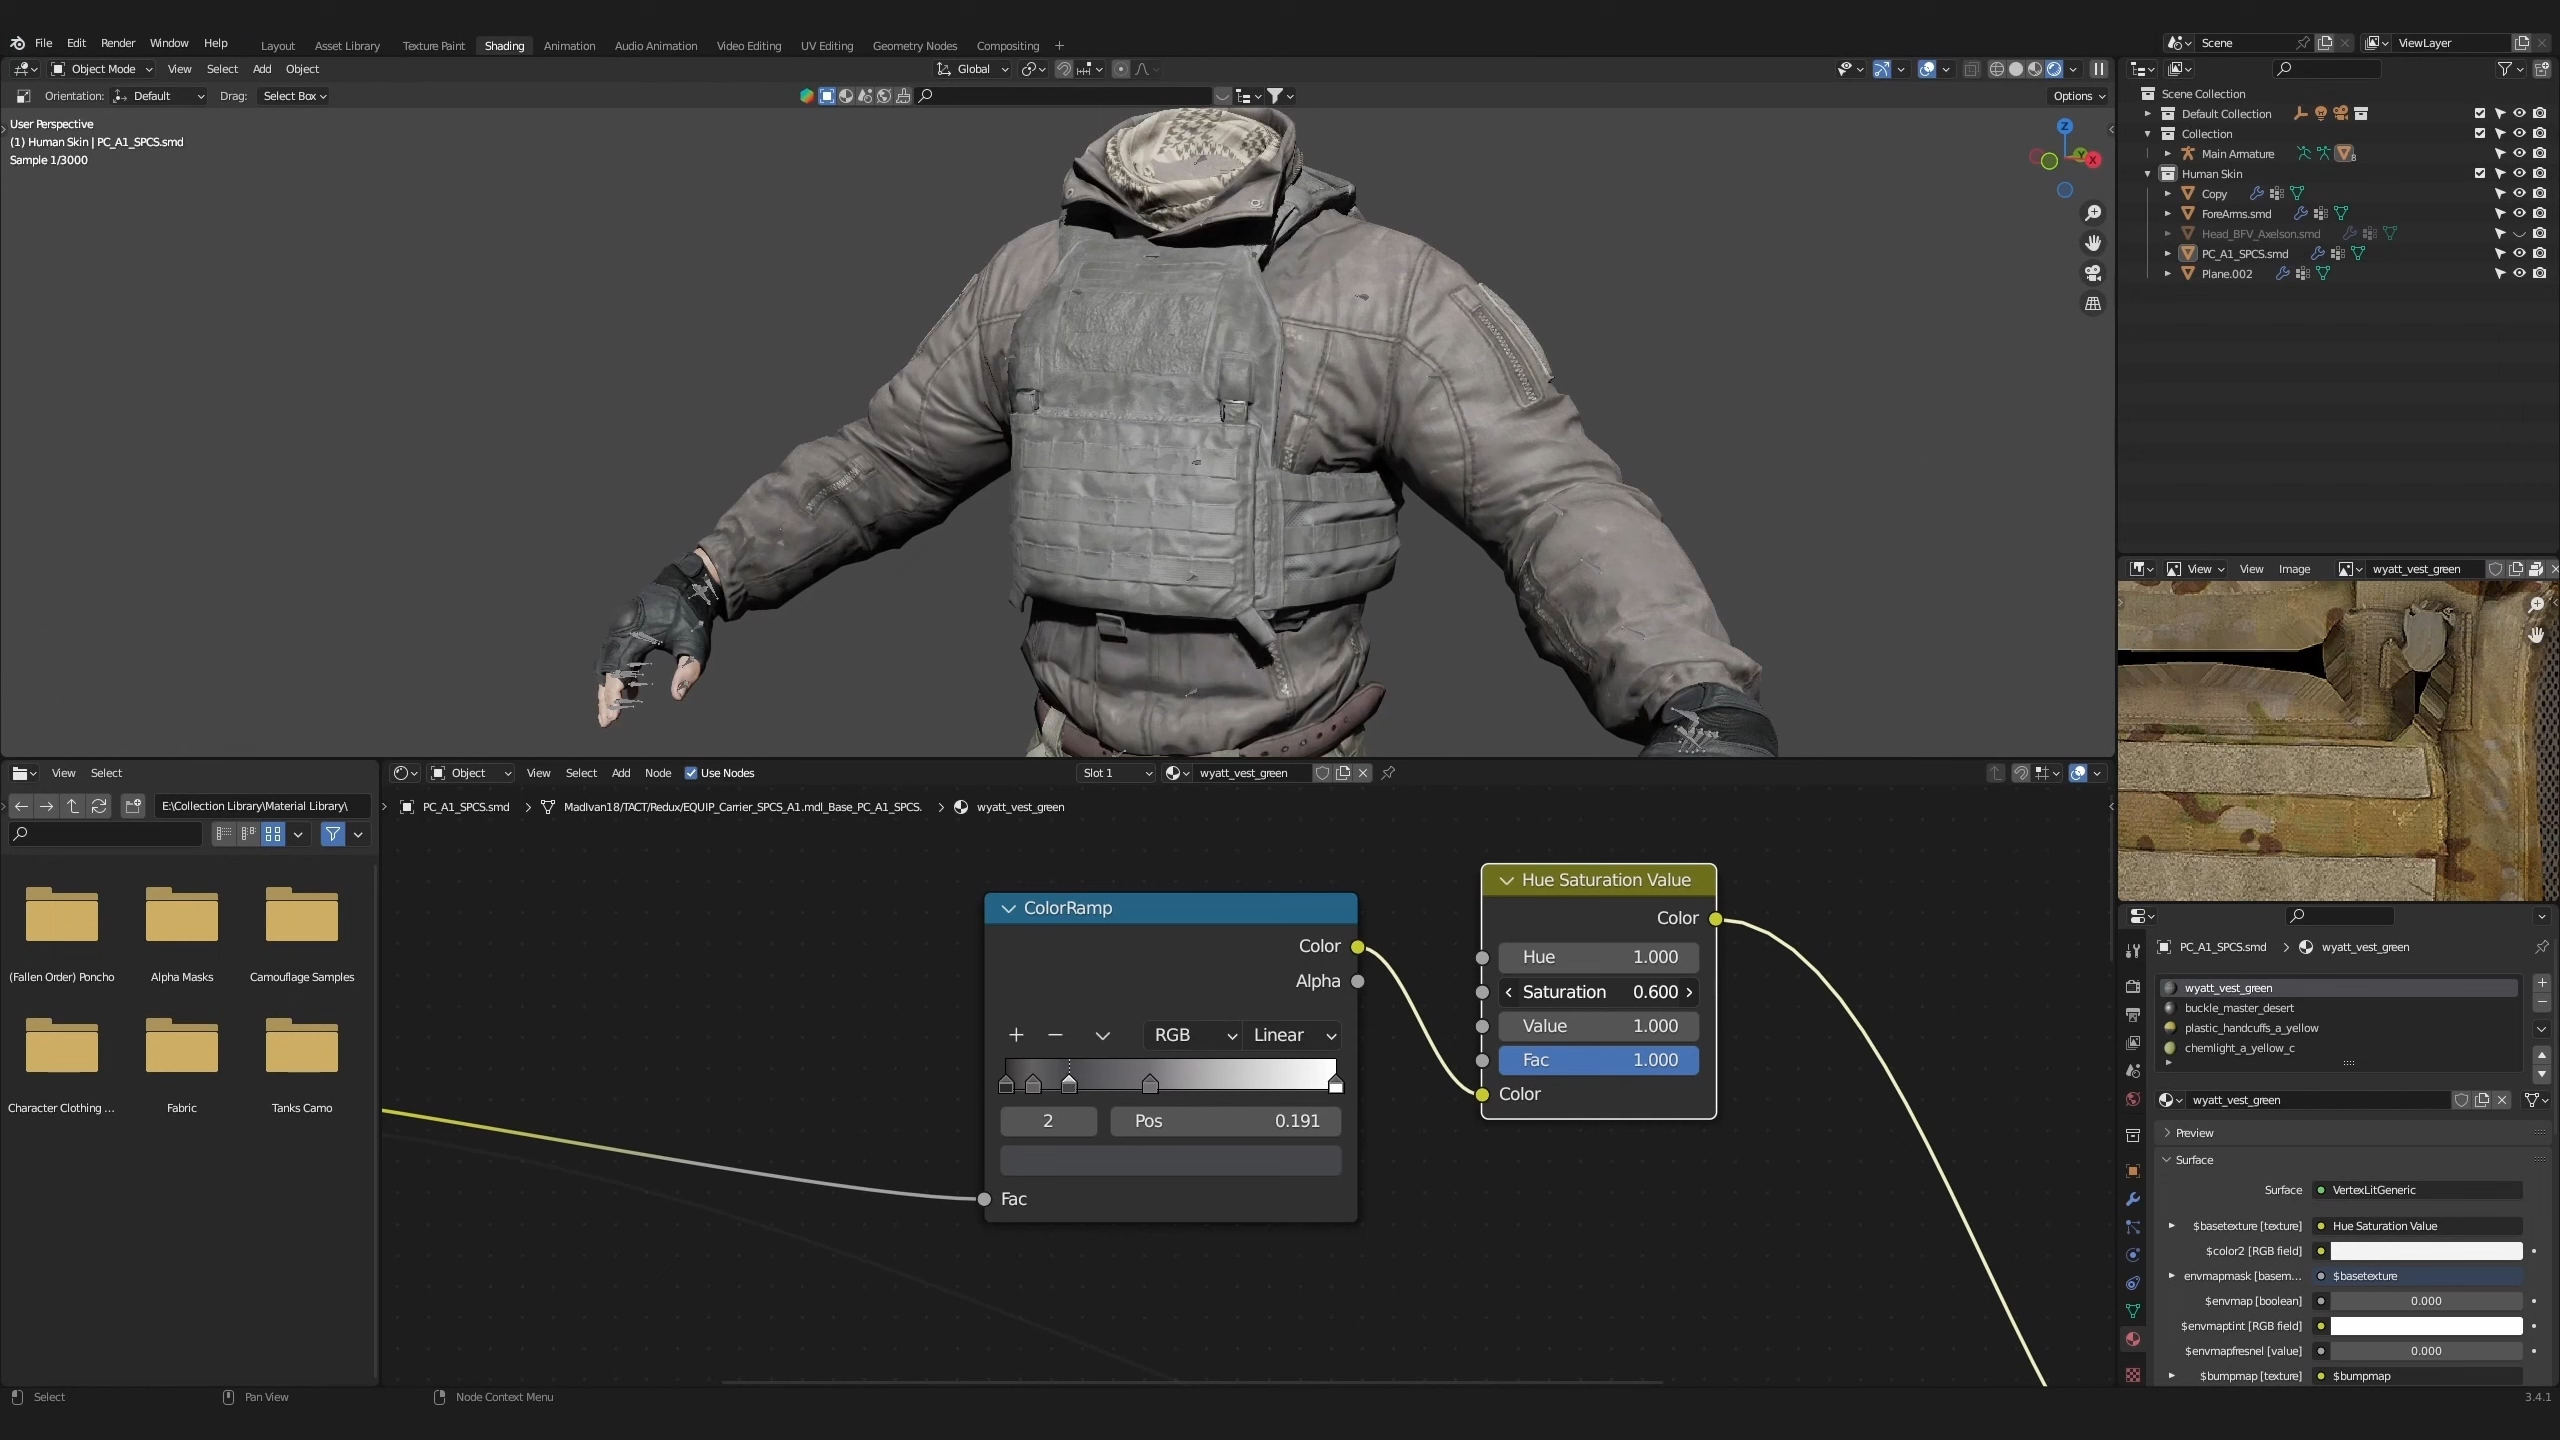 File Edit Render Window Help
Layout Asset Library Texture Paint Shading Animation Audio Animation Video Editing UV Editing Geometry Nodes Compositing +
Scene
ViewLayer
Object Mode View Select Add Object
Global
Orientation: Default Drag: Select Box
Options
User Perspective
(1) Human Skin | PC_A1_SPCS.smd
Sample 1/3000
Z
Y
X
Scene Collection
Default Collection
Collection
Main Armature
8
Human Skin
Copy
ForeArms.smd
Head_BFV_Axelson.smd
PC_A1_SPCS.smd
Plane.002
View View Image wyatt_vest_green
View Select
E:\Collection Library\Material Library\
(Fallen Order) Poncho
Alpha Masks
Camouflage Samples
Character Clothing ...
Fabric
Tanks Camo
Object View Select Add Node Use Nodes
Slot 1
wyatt_vest_green
PC_A1_SPCS.smd > MadIvan18/TACT/Redux/EQUIP_Carrier_SPCS_A1.mdl_Base_PC_A1_SPCS. > wyatt_vest_green
ColorRamp
Color
Alpha
RGB
Linear
2
Pos 0.191
Fac
Hue Saturation Value
Color
Hue 1.000
Saturation 0.600
Value 1.000
Fac 1.000
Color
PC_A1_SPCS.smd > wyatt_vest_green
wyatt_vest_green
buckle_master_desert
plastic_handcuffs_a_yellow
chemlight_a_yellow_c
wyatt_vest_green
Preview
Surface
Surface VertexLitGeneric
$basetexture [texture] Hue Saturation Value
$color2 [RGB field]
envmapmask [basem... $basetexture
$envmap [boolean] 0.000
$envmaptint [RGB field]
$envmapfresnel [value] 0.000
$bumpmap [texture] $bumpmap
Select
Pan View
Node Context Menu
3.4.1